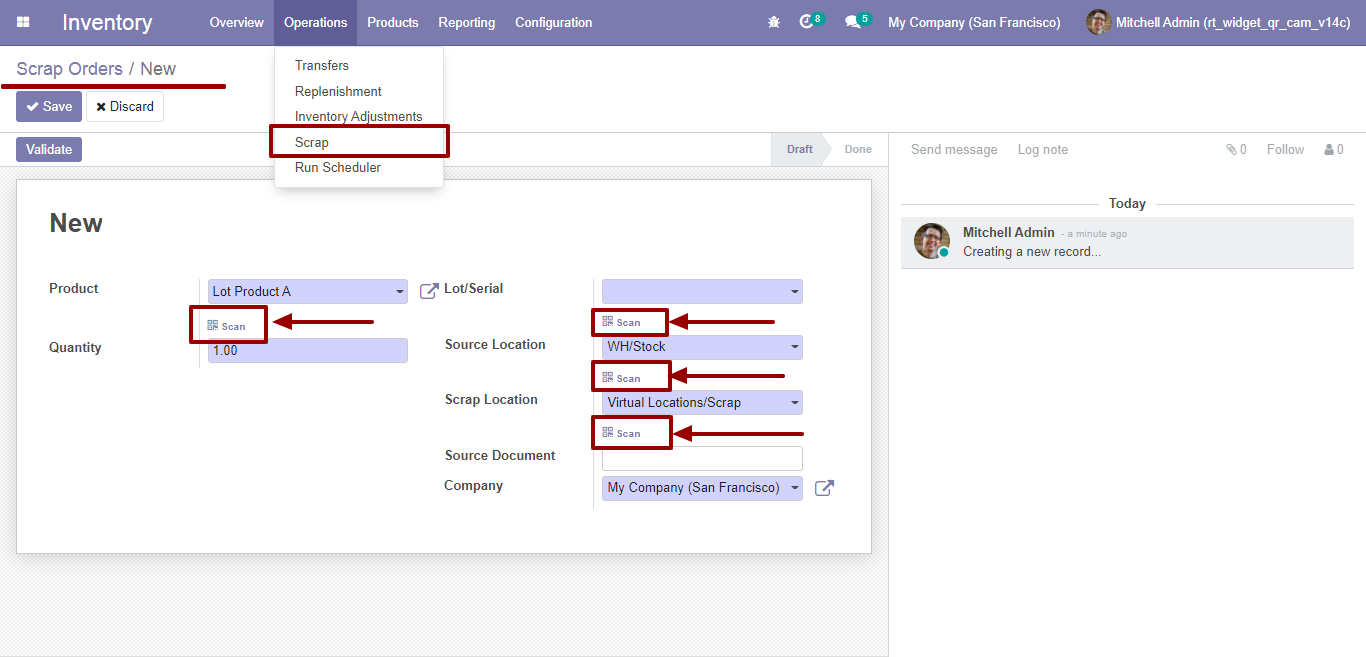 Inventory Overview Operations Products Reporting Configuration 8 5 My Company (San Francisco) Mitchell Admin (rt_widget_qr_cam_v14c)
Transfers
Replenishment
Inventory Adjustments
Scrap
Run Scheduler
Scrap Orders / New
Save Discard
Validate
Draft Done
Send message Log note 0 Follow 0
New
Product Lot Product A
Scan
Quantity 1.00
Lot/Serial
Scan
Source Location WH/Stock
Scan
Scrap Location Virtual Locations/Scrap
Scan
Source Document
Company My Company (San Francisco)
Today
Mitchell Admin - a minute ago
Creating a new record...